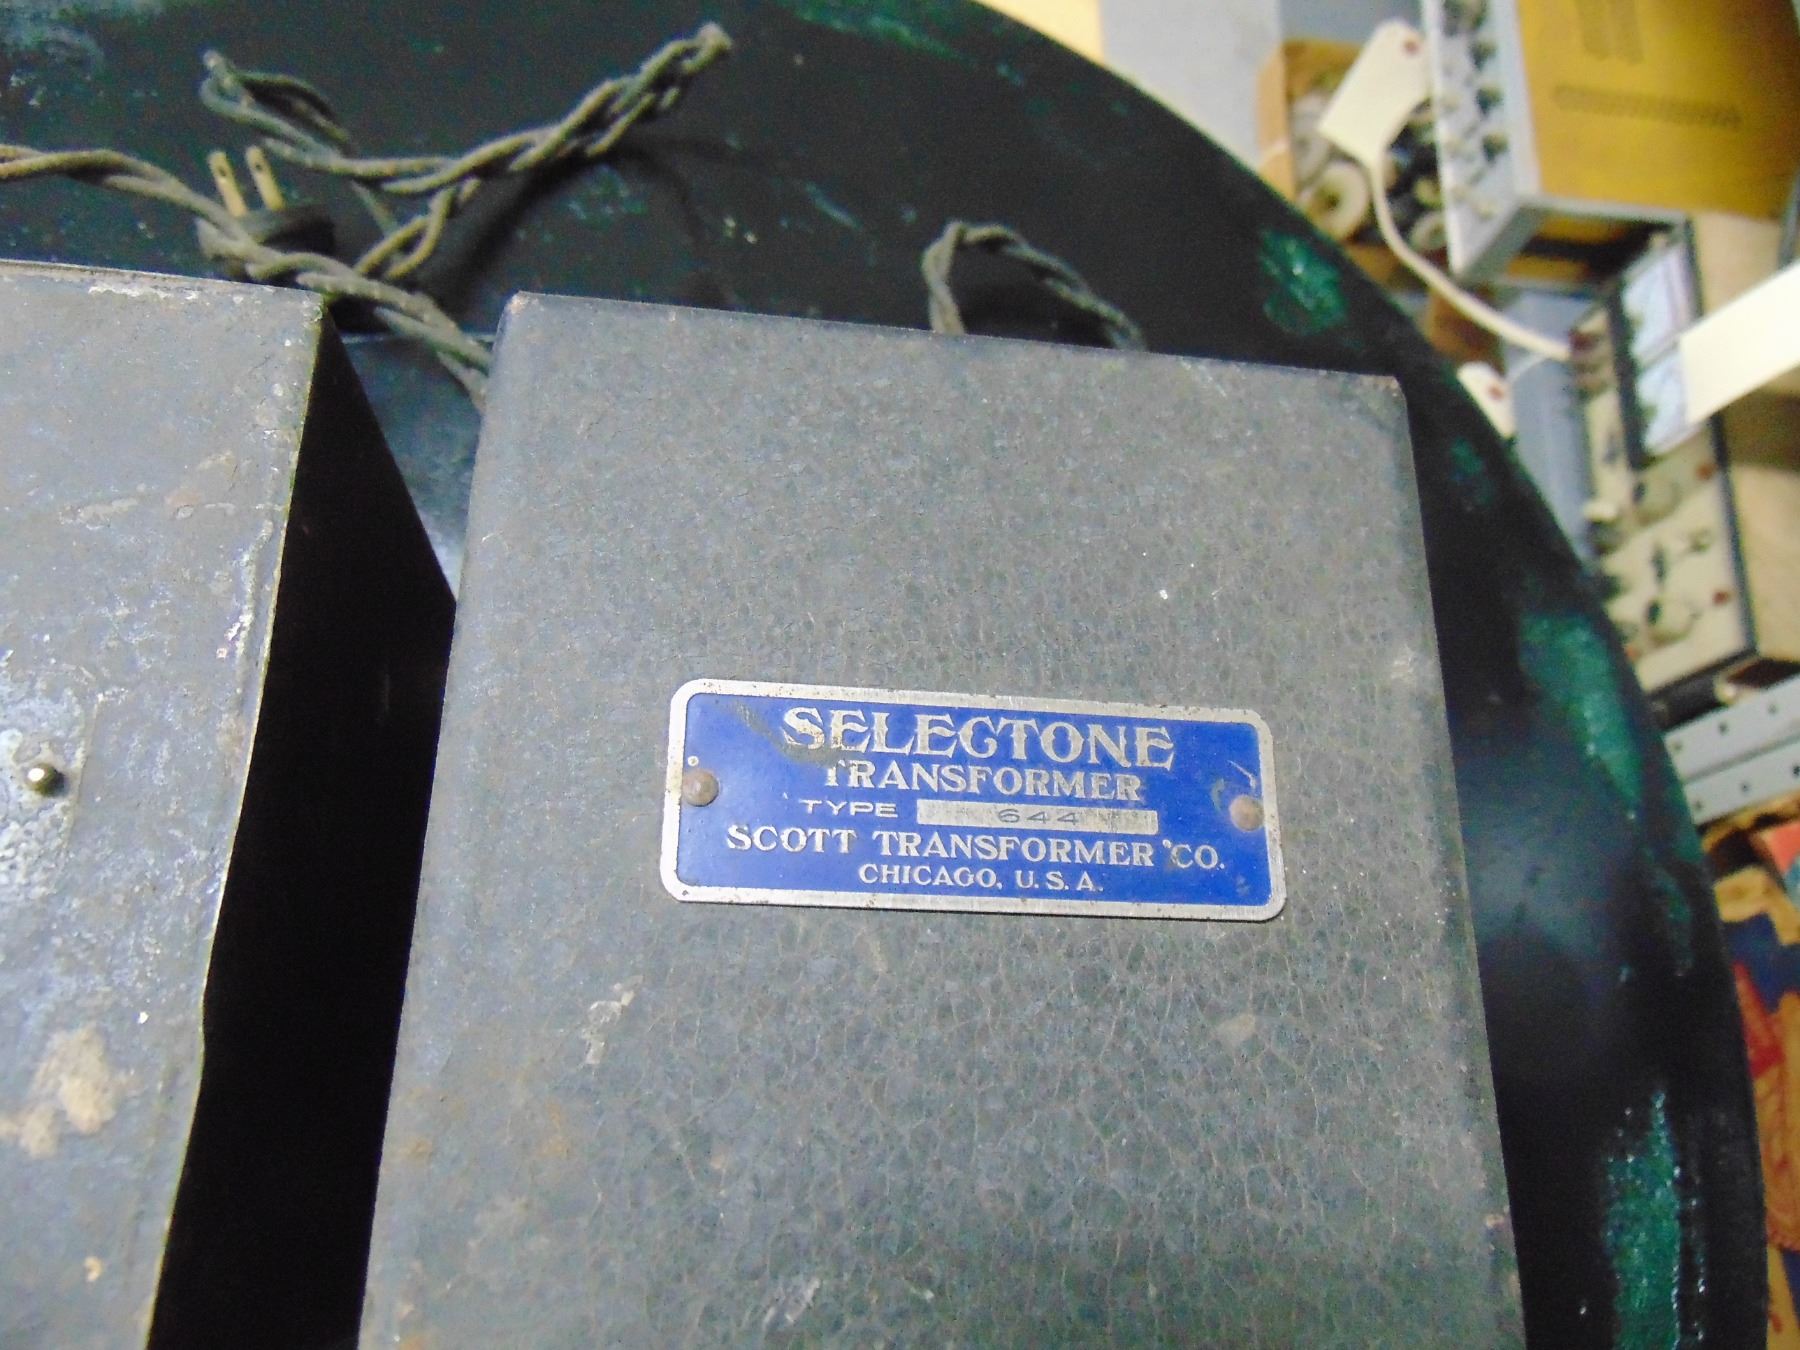 SELECTONE
TRANSFORMER
TYPE 644
SCOTT TRANSFORMER CO.
CHICAGO, U.S.A.